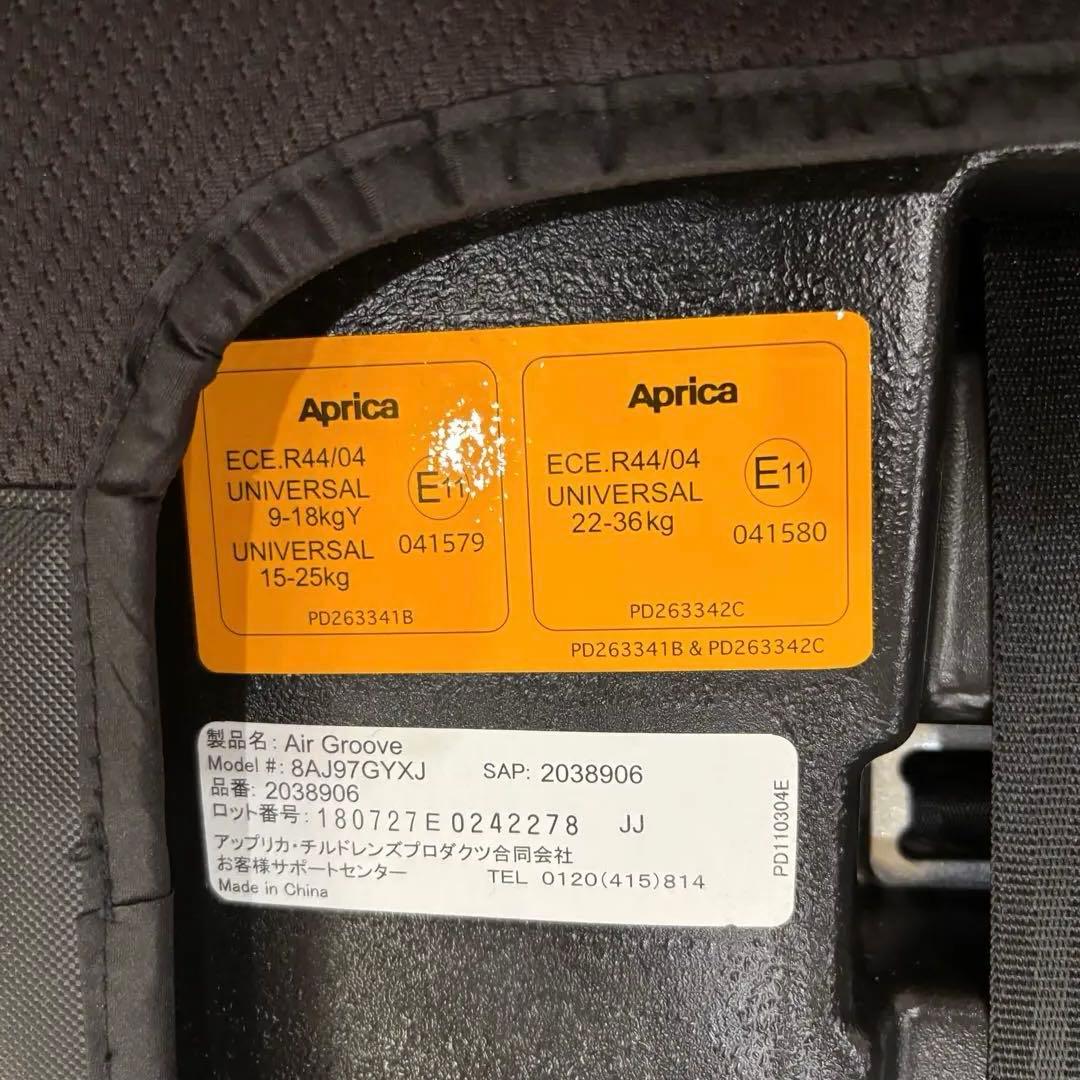 Aprica
ECE.R44/04
UNIVERSAL
9-18kgY
E11
UNIVERSAL
041579
15-25kg
PD263341B
Aprica
ECE.R44/04
UNIVERSAL
22-36kg
E11
041580
PD263342C
PD263341B & PD263342C
製品名: Air Groove
Model #: 8AJ97GYXJ SAP: 2038906
品番: 2038906
ロット番号: 180727E0242278 JJ
アップリカ・チルドレンズプロダクツ合同会社
お客様サポートセンター TEL 0120(415)814
Made in China
PD110304E